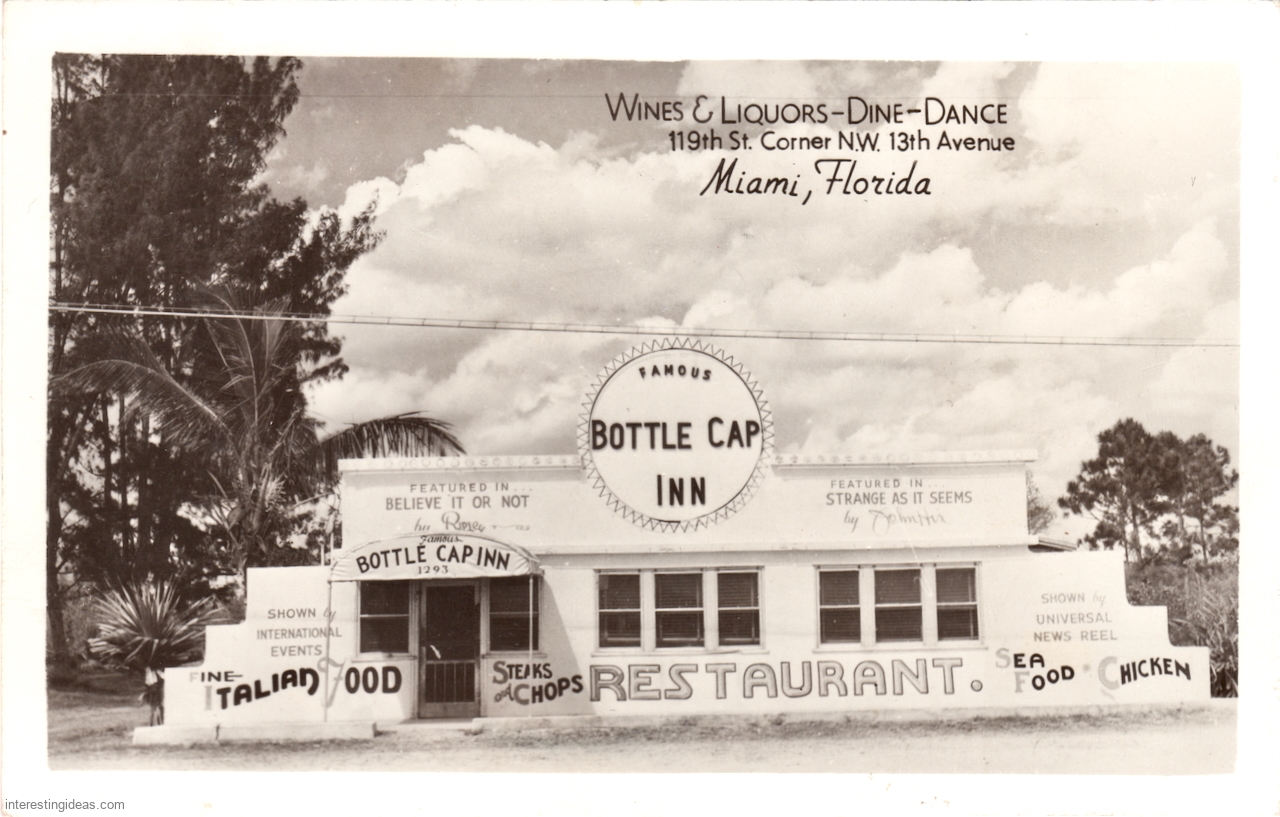 WINES & LIQUORS-DINE-DANCE
119th St. Corner N.W. 13th Avenue
Miami, Florida
FAMOUS
BOTTLE CAP
INN
FEATURED IN...
BELIEVE IT OR NOT
by
FEATURED IN...
STRANGE AS IT SEEMS
by
Famous
BOTTLE CAP INN
1293
SHOWN by
INTERNATIONAL
EVENTS
SHOWN by
UNIVERSAL
NEWS REEL
FINE-
ITALIAN FOOD
STEAKS
and CHOPS
RESTAURANT.
SEA
FOOD - CHICKEN
interestingideas.com